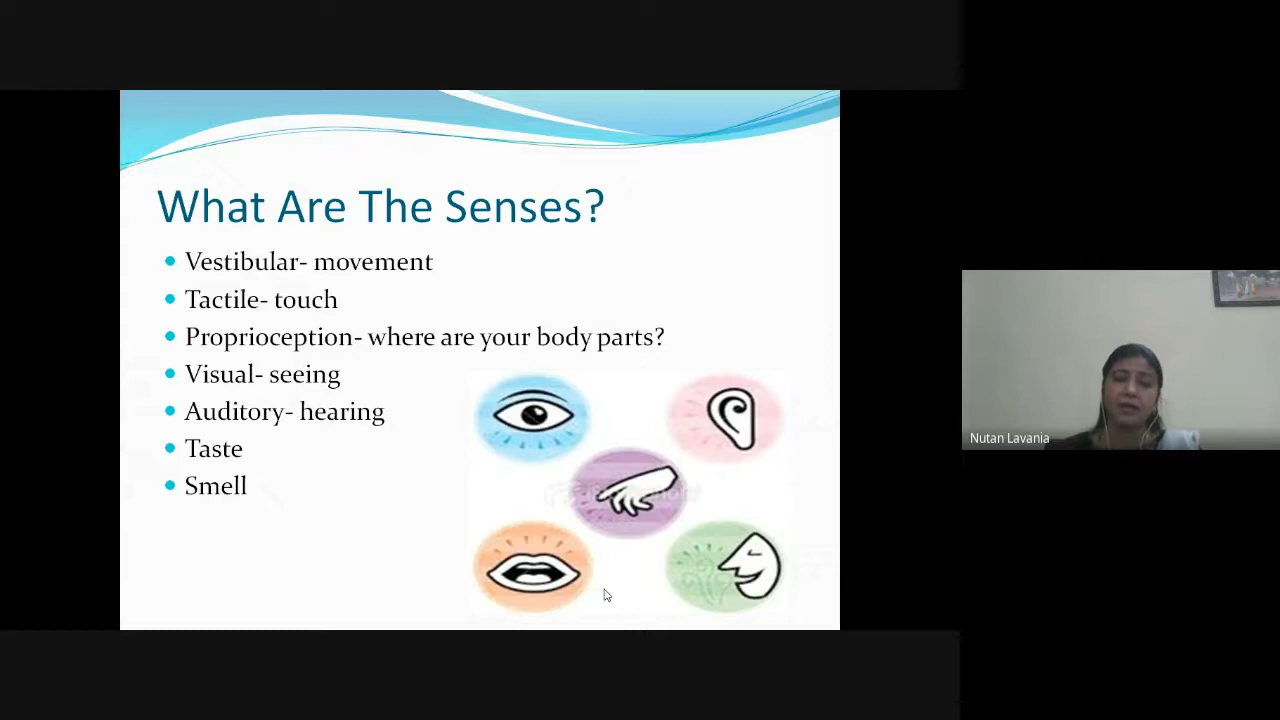 What Are The Senses?
Vestibular- movement
Tactile- touch
Proprioception- where are your body parts?
Visual- seeing
Auditory- hearing
Taste
Smell
Nutan Lavania